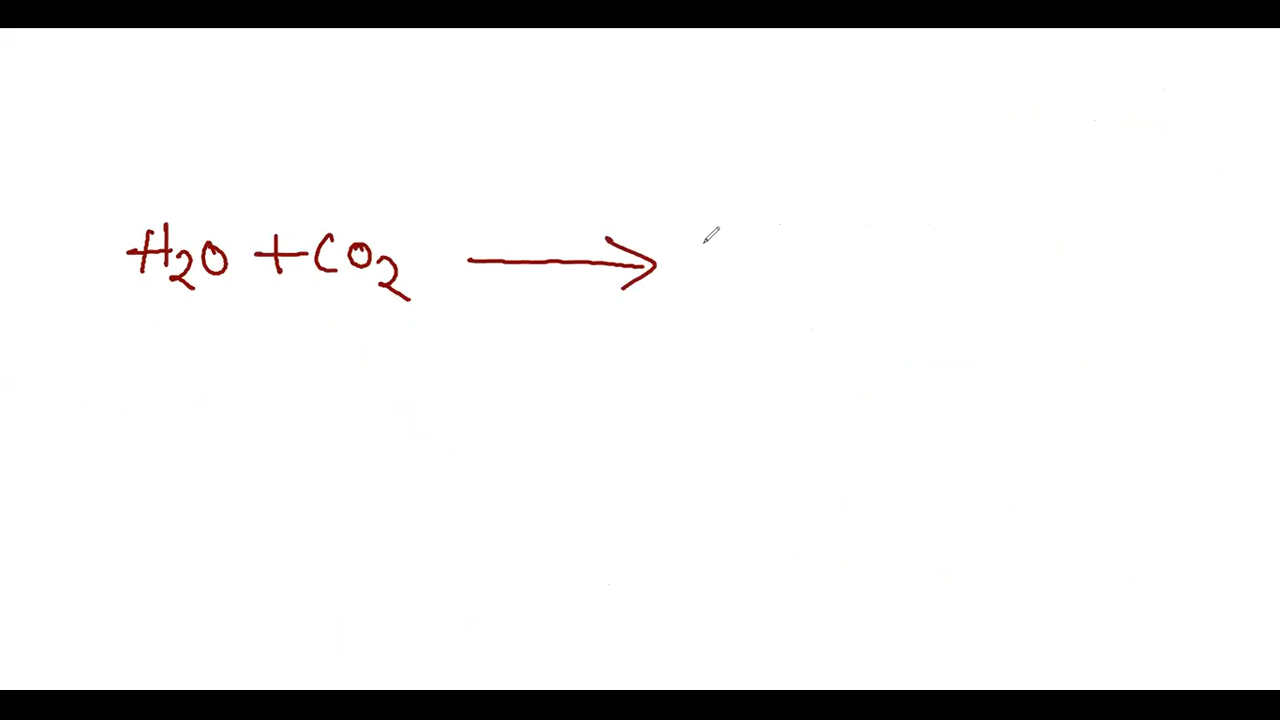 H₂O + CO₂ ⟶